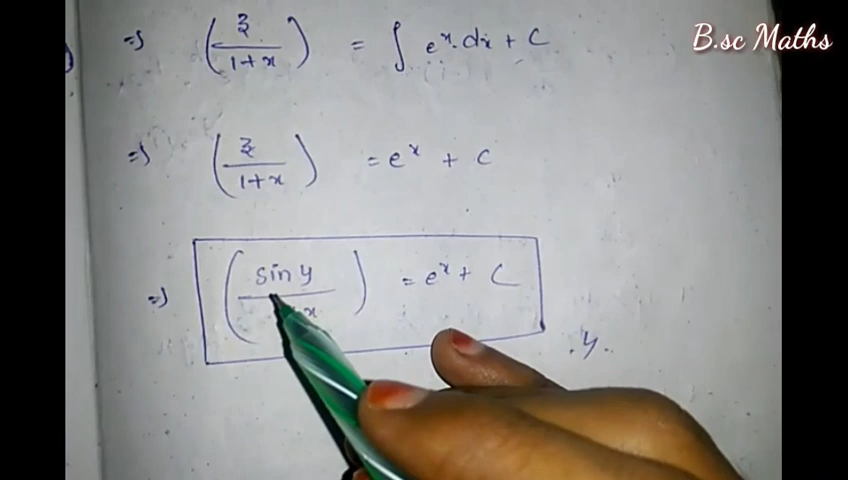 B.sc Maths
=) ( z / 1+x ) = ∫ e^x. dx + C
=) ( z / 1+x ) = e^x + C
=) ( sin y / x ) = e^x + C
. y.